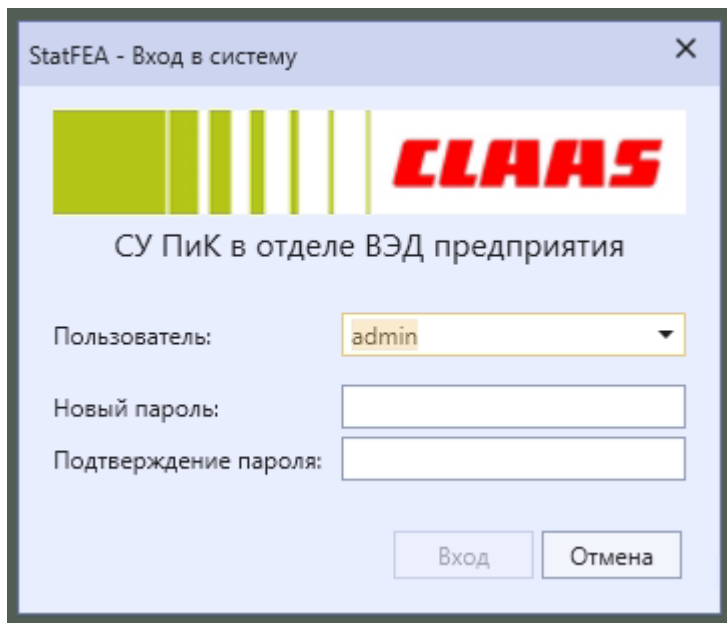 StatFEA - Вход в систему
CLAAS
СУ ПиК в отделе ВЭД предприятия
Пользователь: admin
Новый пароль:
Подтверждение пароля:
Вход Отмена